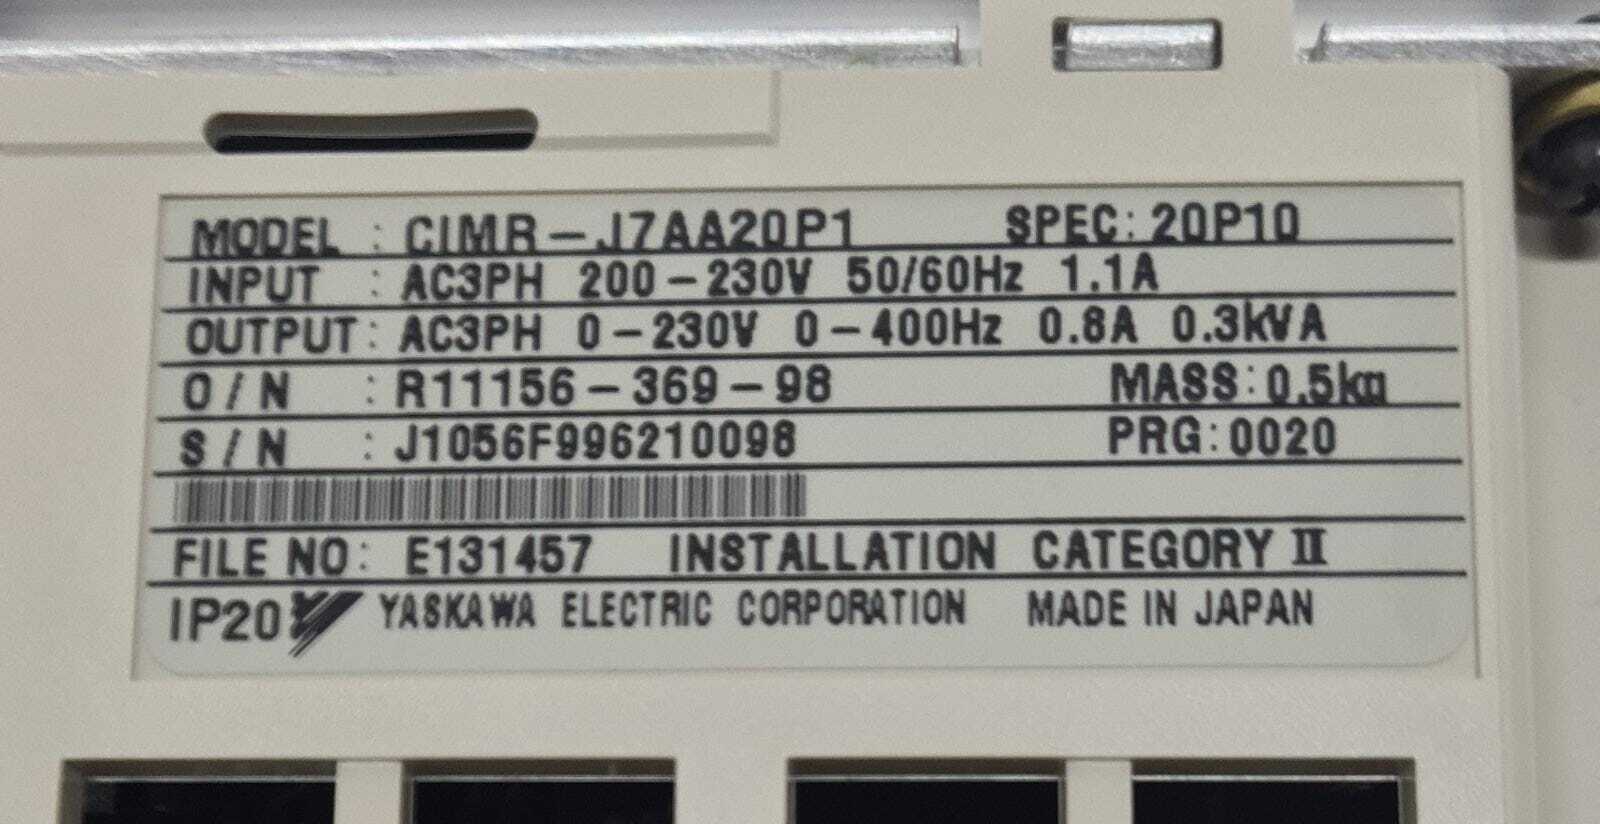 MODEL : CIMR-J7AA20P1 SPEC: 20P10
INPUT : AC3PH 200-230V 50/60Hz 1.1A
OUTPUT: AC3PH 0-230V 0-400Hz 0.8A 0.3kVA
O/N : R11156-369-98 MASS: 0.5kg
S/N : J1056F996210098 PRG: 0020
FILE NO: E131457 INSTALLATION CATEGORY II
IP20 YASKAWA ELECTRIC CORPORATION MADE IN JAPAN